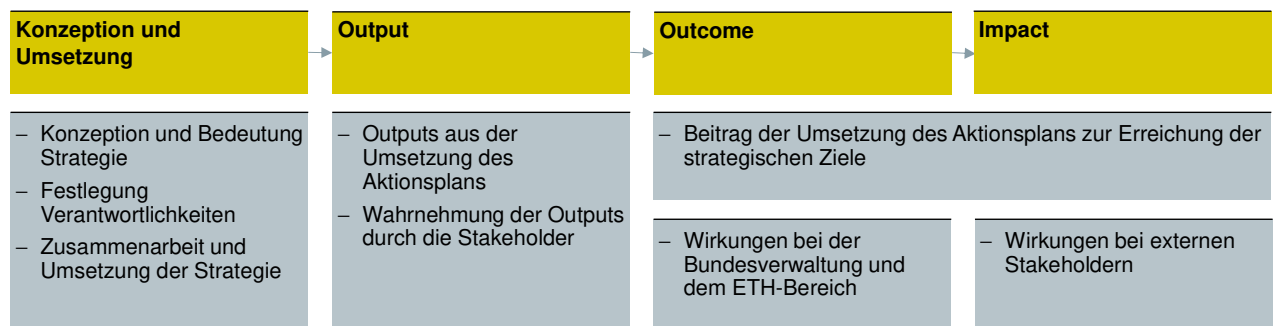 Konzeption und
Umsetzung
Output
Outcome
Impact
– Konzeption und Bedeutung
Strategie
– Festlegung
Verantwortlichkeiten
– Zusammenarbeit und
Umsetzung der Strategie
– Outputs aus der
Umsetzung des
Aktionsplans
– Wahrnehmung der Outputs
durch die Stakeholder
– Beitrag der Umsetzung des Aktionsplans zur Erreichung der
strategischen Ziele
– Wirkungen bei der
Bundesverwaltung und
dem ETH-Bereich
– Wirkungen bei externen
Stakeholdern